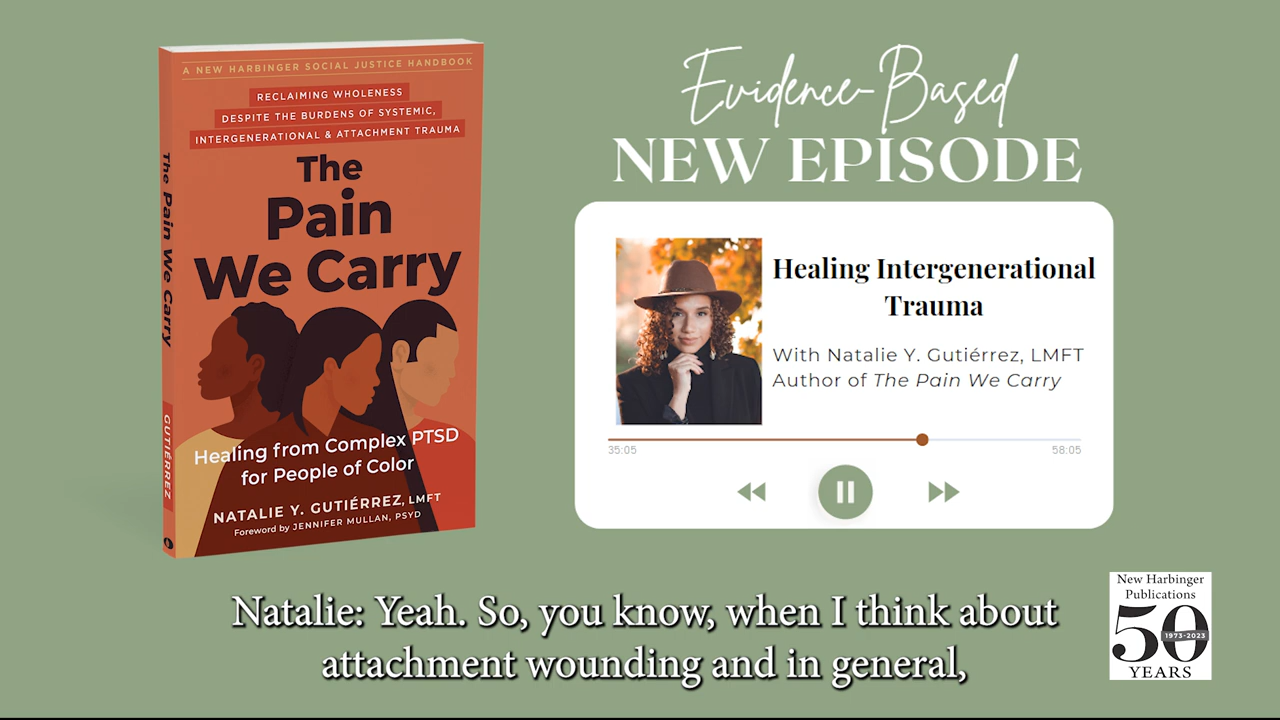 A NEW HARBINGER SOCIAL JUSTICE HANDBOOK
RECLAIMING WHOLENESS
DESPITE THE BURDENS OF SYSTEMIC,
INTERGENERATIONAL & ATTACHMENT TRAUMA
The
Pain
We Carry
Healing from Complex PTSD
for People of Color
NATALIE Y. GUTIÉRREZ, LMFT
Foreword by JENNIFER MULLAN, PSYD
The Pain We Carry
GUTIÉRREZ
Evidence-Based
NEW EPISODE
Healing Intergenerational
Trauma
With Natalie Y. Gutiérrez, LMFT
Author of The Pain We Carry
35:05
58:05
Natalie: Yeah. So, you know, when I think about
attachment wounding and in general,
New Harbinger
Publications
50
1973-2023
YEARS